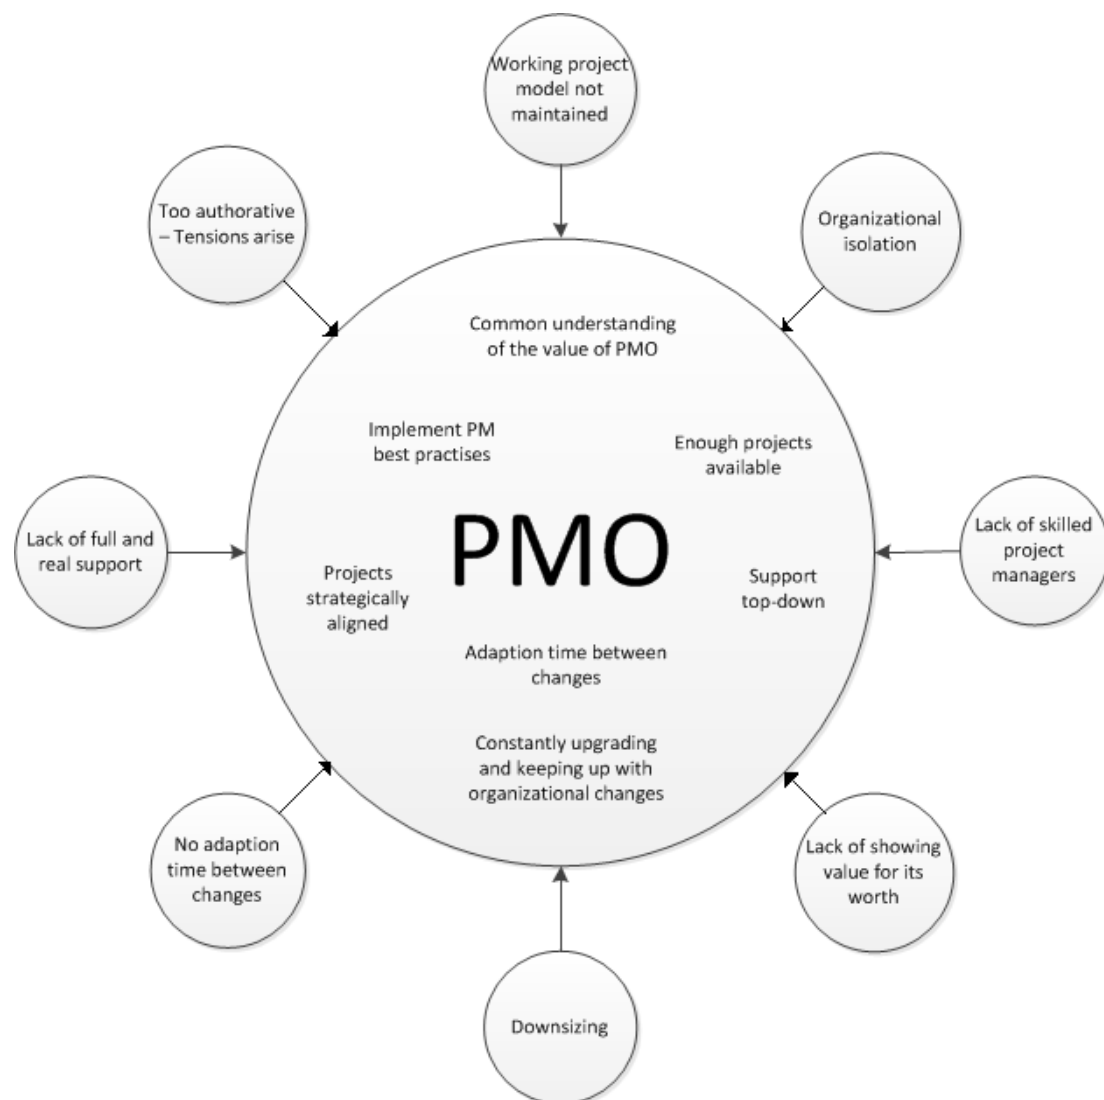 Working project
model not
maintained
Too authorative
– Tensions arise
Organizational
isolation
Common understanding
of the value of PMO
Implement PM
best practises
Enough projects
available
PMO
Lack of full and
real support
Lack of skilled
project
managers
Projects
strategically
aligned
Support
top-down
Adaption time between
changes
Constantly upgrading
and keeping up with
organizational changes
No adaption
time between
changes
Lack of showing
value for its
worth
Downsizing